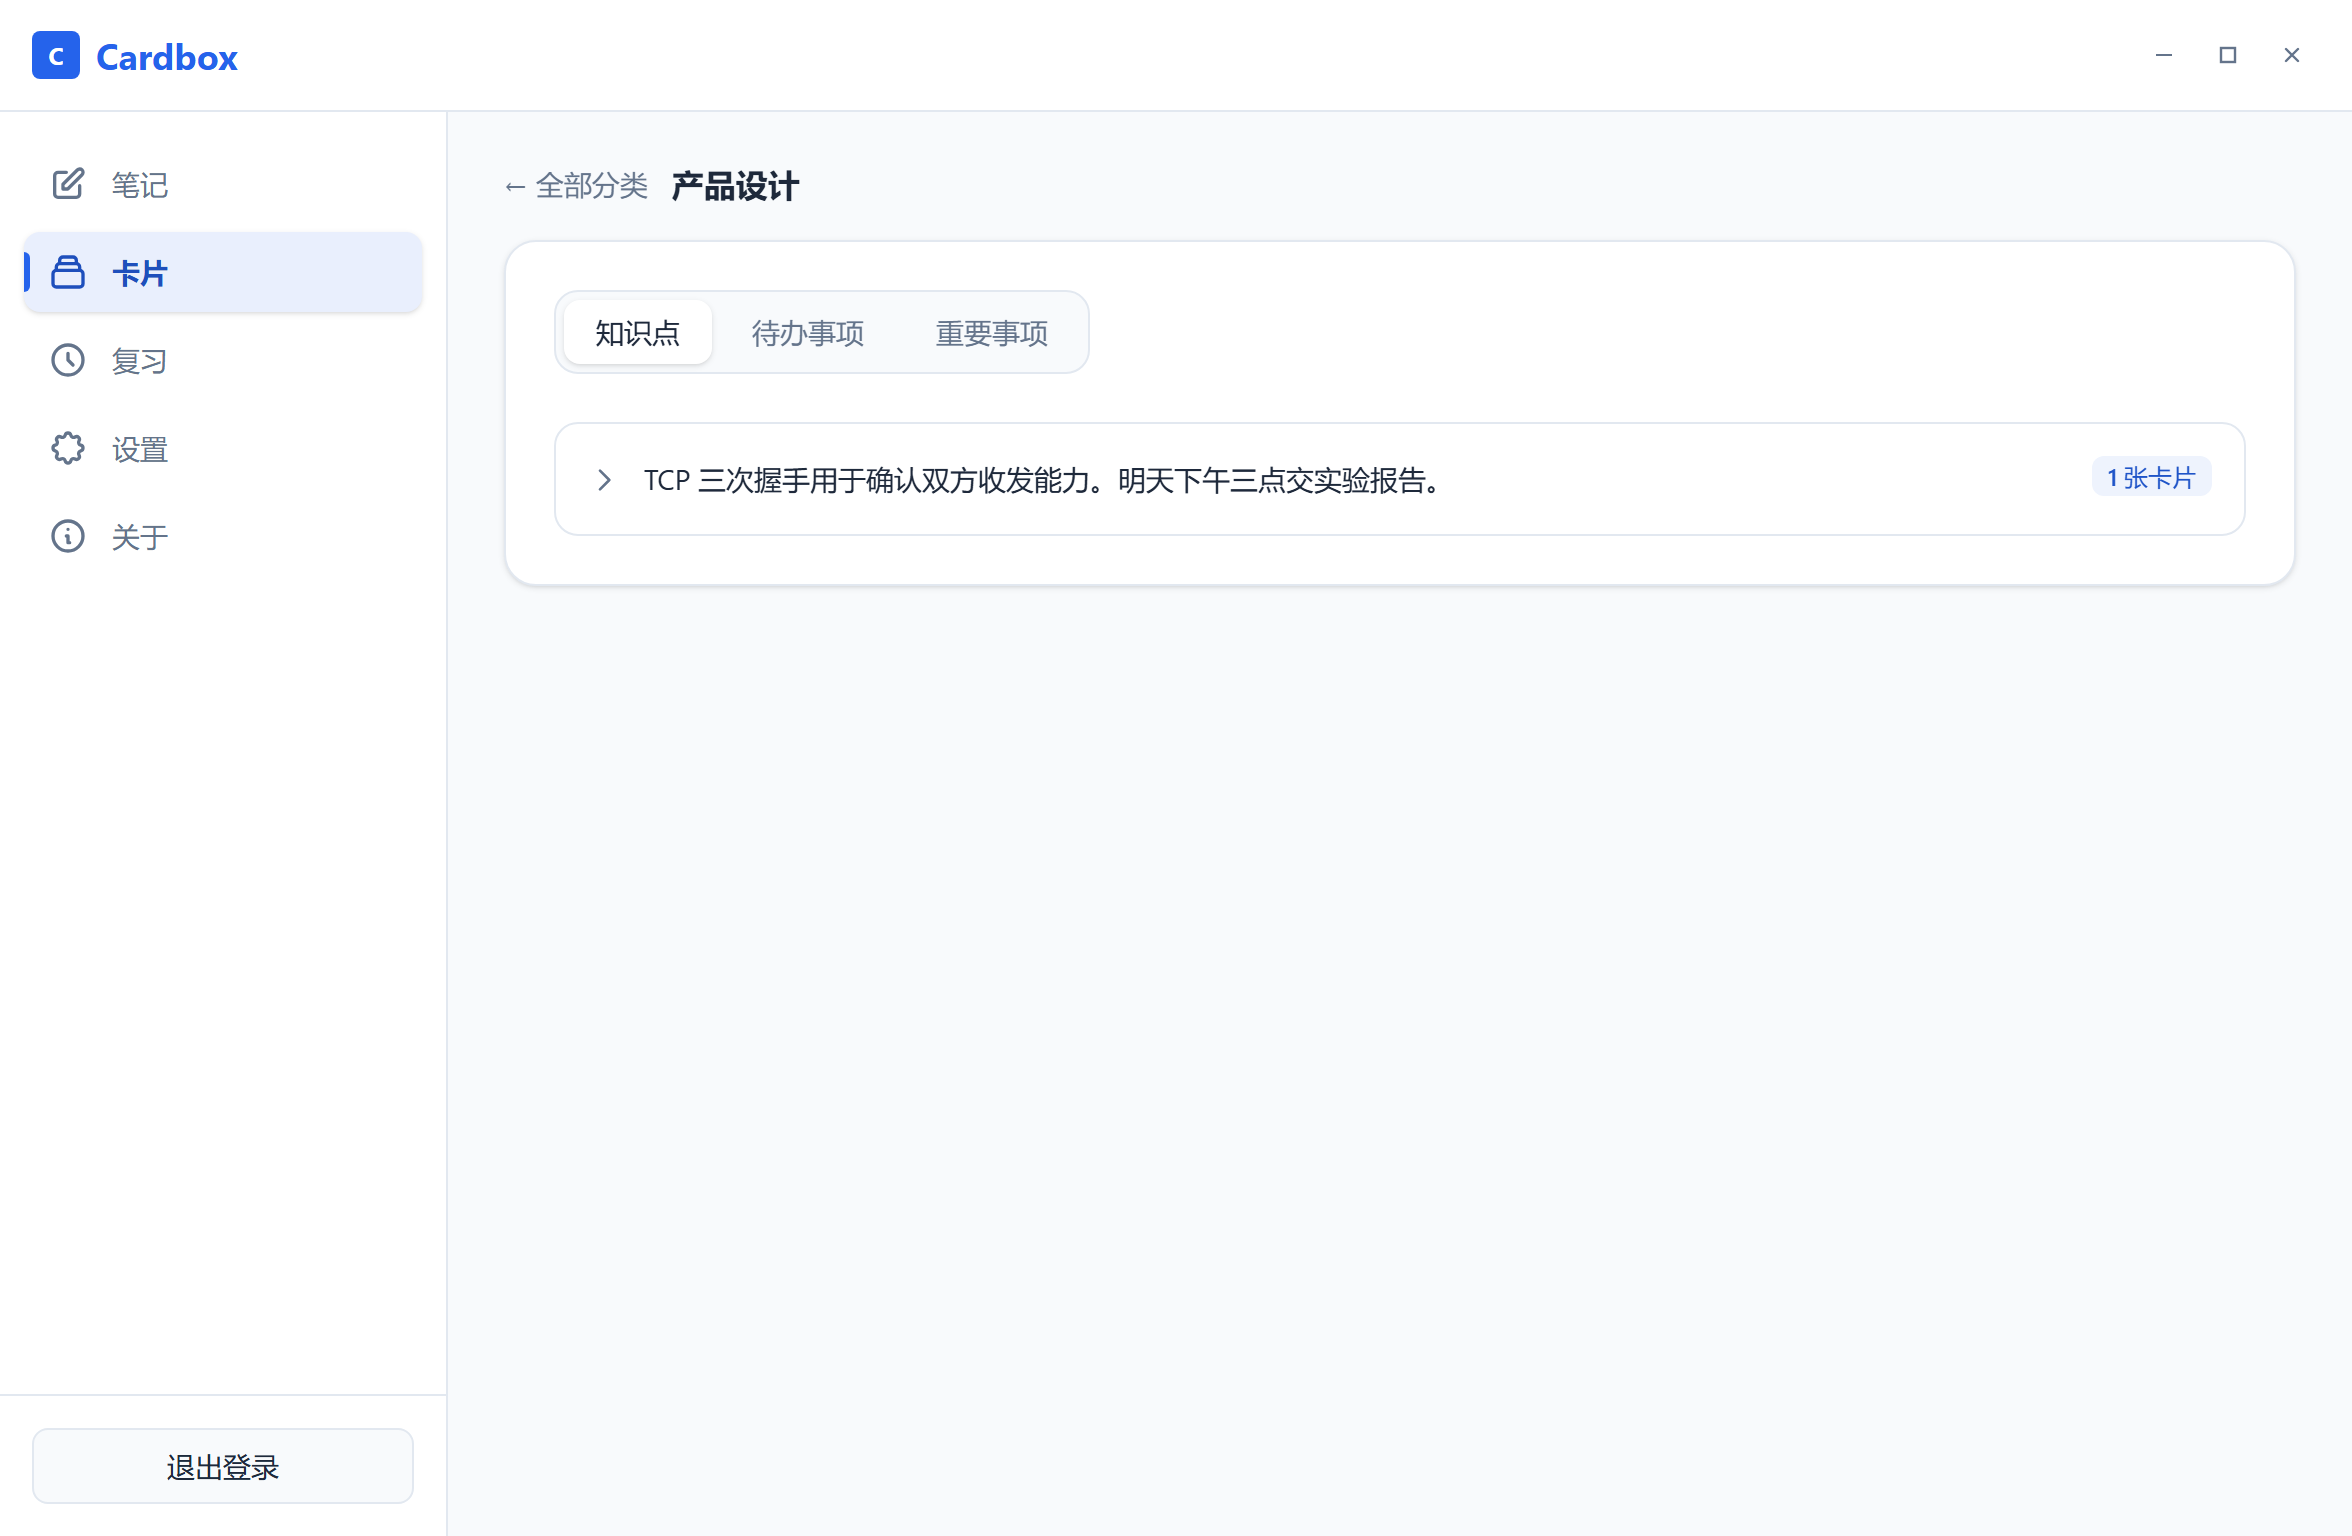 C Cardbox
笔记
卡片
复习
设置
关于
退出登录
← 全部分类 产品设计
知识点 待办事项 重要事项
TCP 三次握手用于确认双方收发能力。明天下午三点交实验报告。 1 张卡片